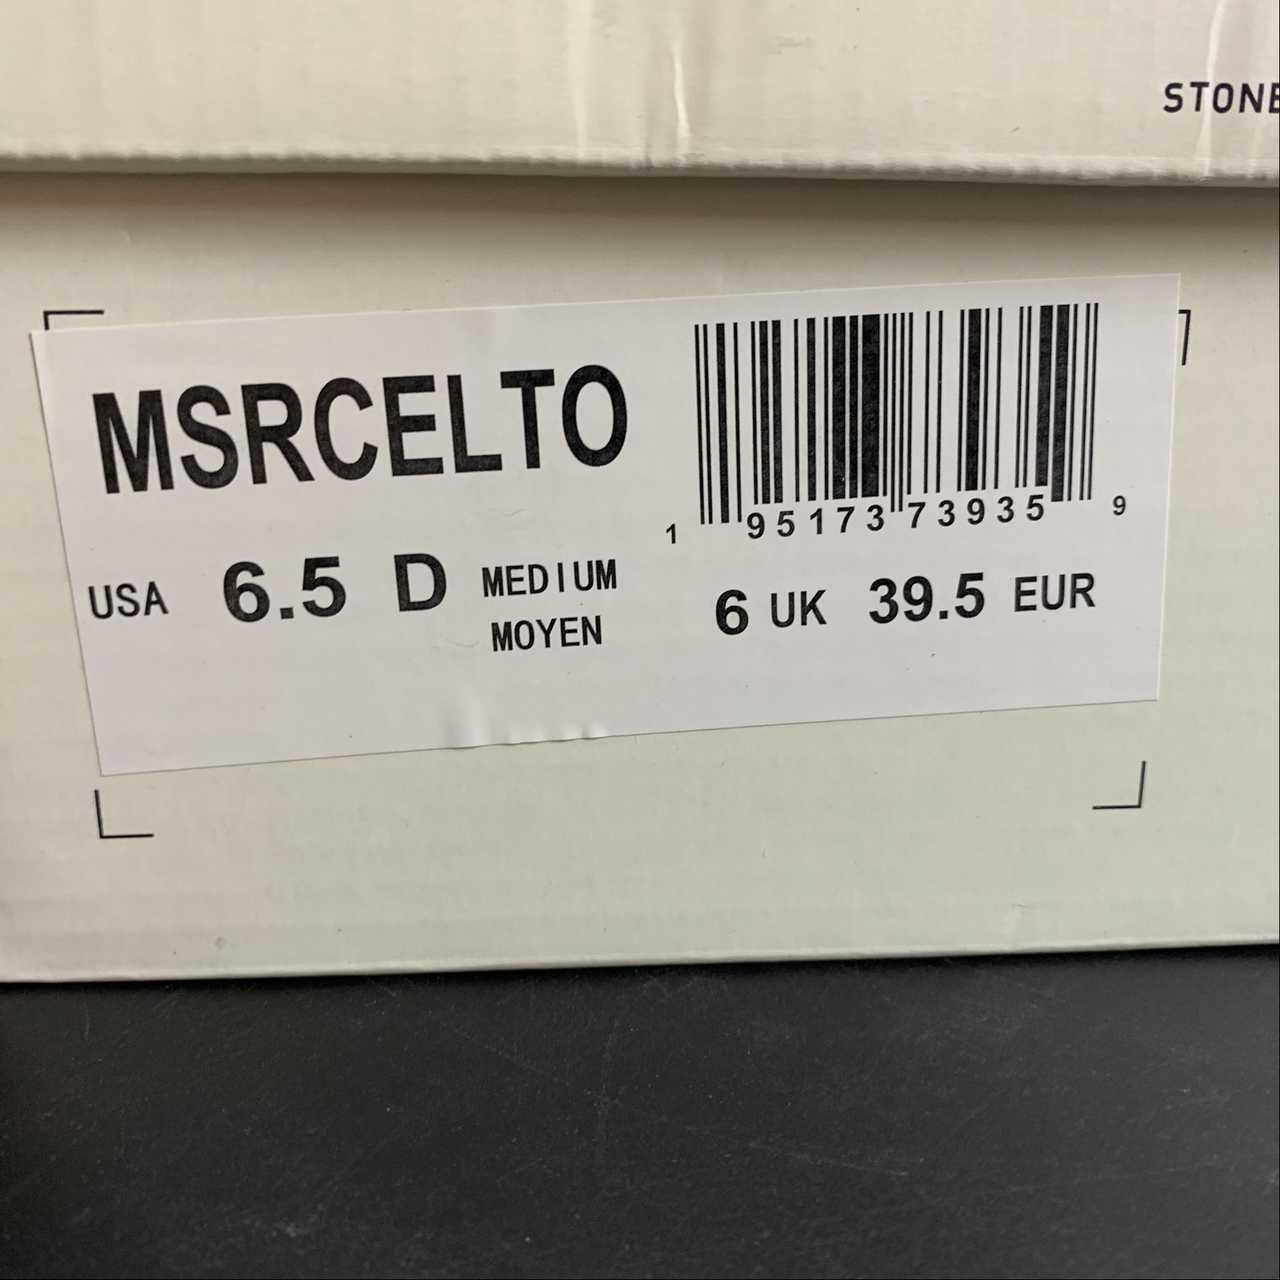 STONE
MSRCELTO
1 95173 73935 9
USA 6.5 D MEDIUM
MOYEN
6 UK 39.5 EUR